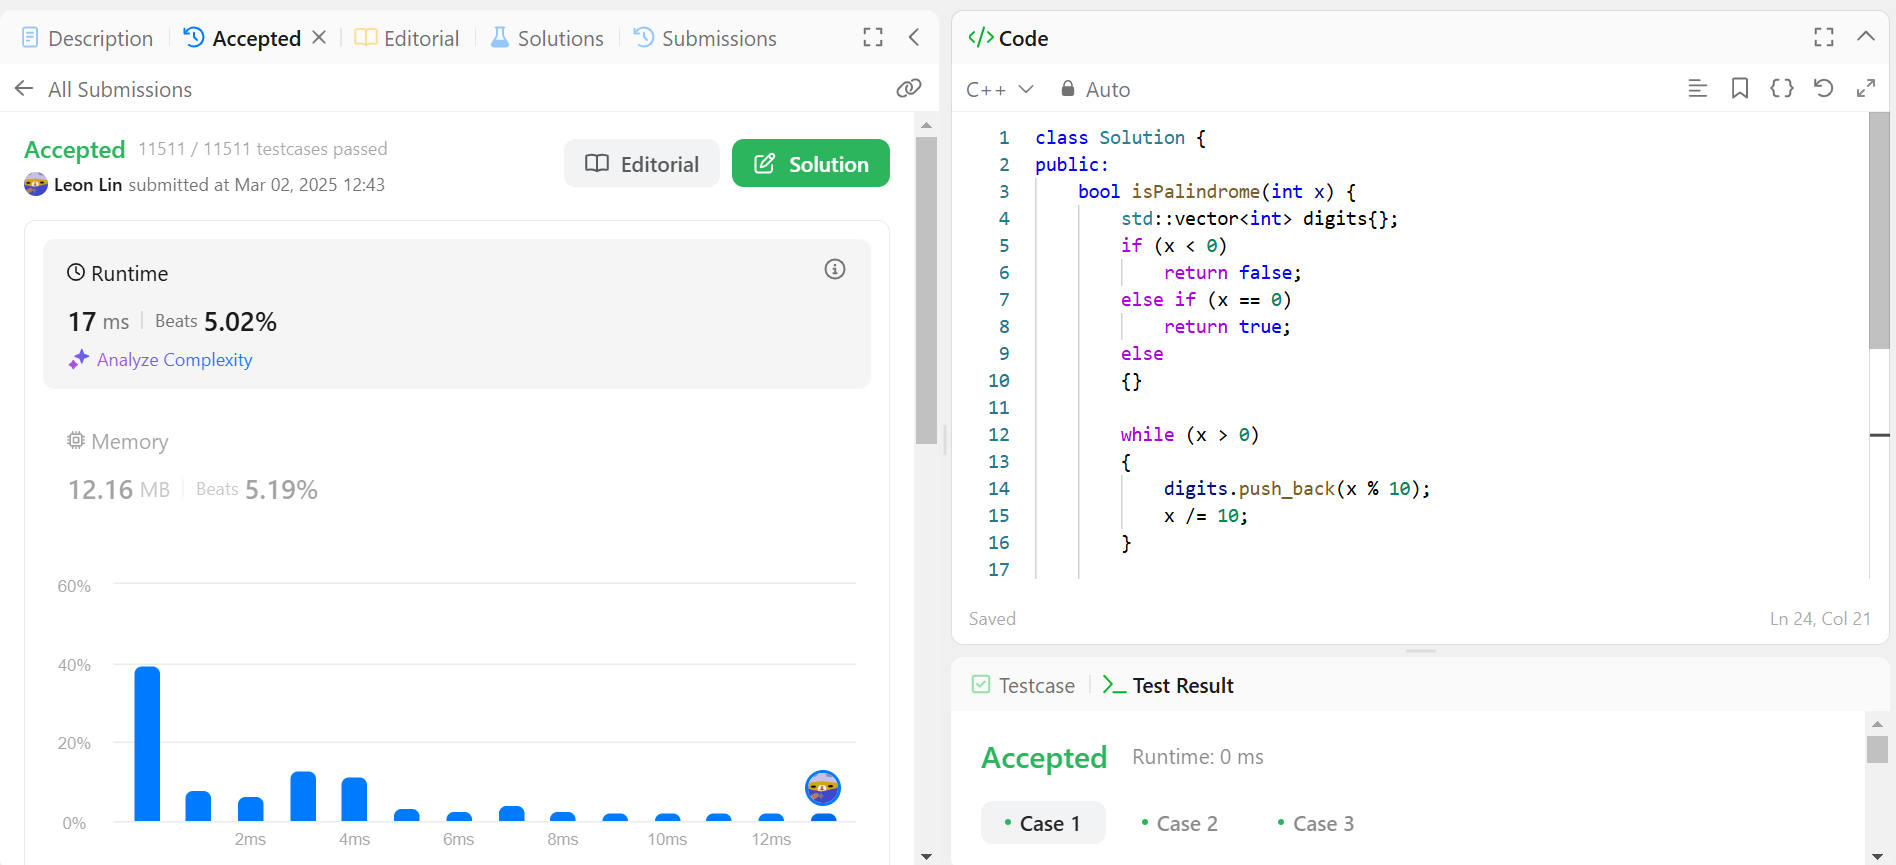 Description Accepted Editorial Solutions Submissions
All Submissions
Accepted 11511 / 11511 testcases passed
Leon Lin submitted at Mar 02, 2025 12:43
Editorial Solution
Runtime
17 ms Beats 5.02%
Analyze Complexity
Memory
12.16 MB Beats 5.19%
60%
40%
20%
0%
2ms 4ms 6ms 8ms 10ms 12ms
</> Code
C++ Auto
1 class Solution {
2 public:
3     bool isPalindrome(int x) {
4         std::vector<int> digits{};
5         if (x < 0)
6             return false;
7         else if (x == 0)
8             return true;
9         else
10         {}
11
12         while (x > 0)
13         {
14             digits.push_back(x % 10);
15             x /= 10;
16         }
17
Saved Ln 24, Col 21
Testcase >_ Test Result
Accepted Runtime: 0 ms
• Case 1 • Case 2 • Case 3